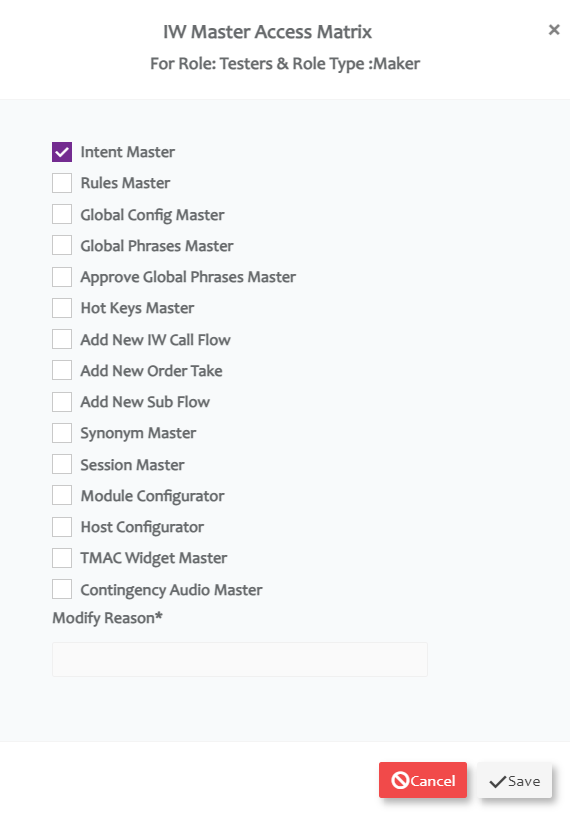 IW Master Access Matrix
For Role: Testers & Role Type :Maker
Intent Master
Rules Master
Global Config Master
Global Phrases Master
Approve Global Phrases Master
Hot Keys Master
Add New IW Call Flow
Add New Order Take
Add New Sub Flow
Synonym Master
Session Master
Module Configurator
Host Configurator
TMAC Widget Master
Contingency Audio Master
Modify Reason*
Cancel Save